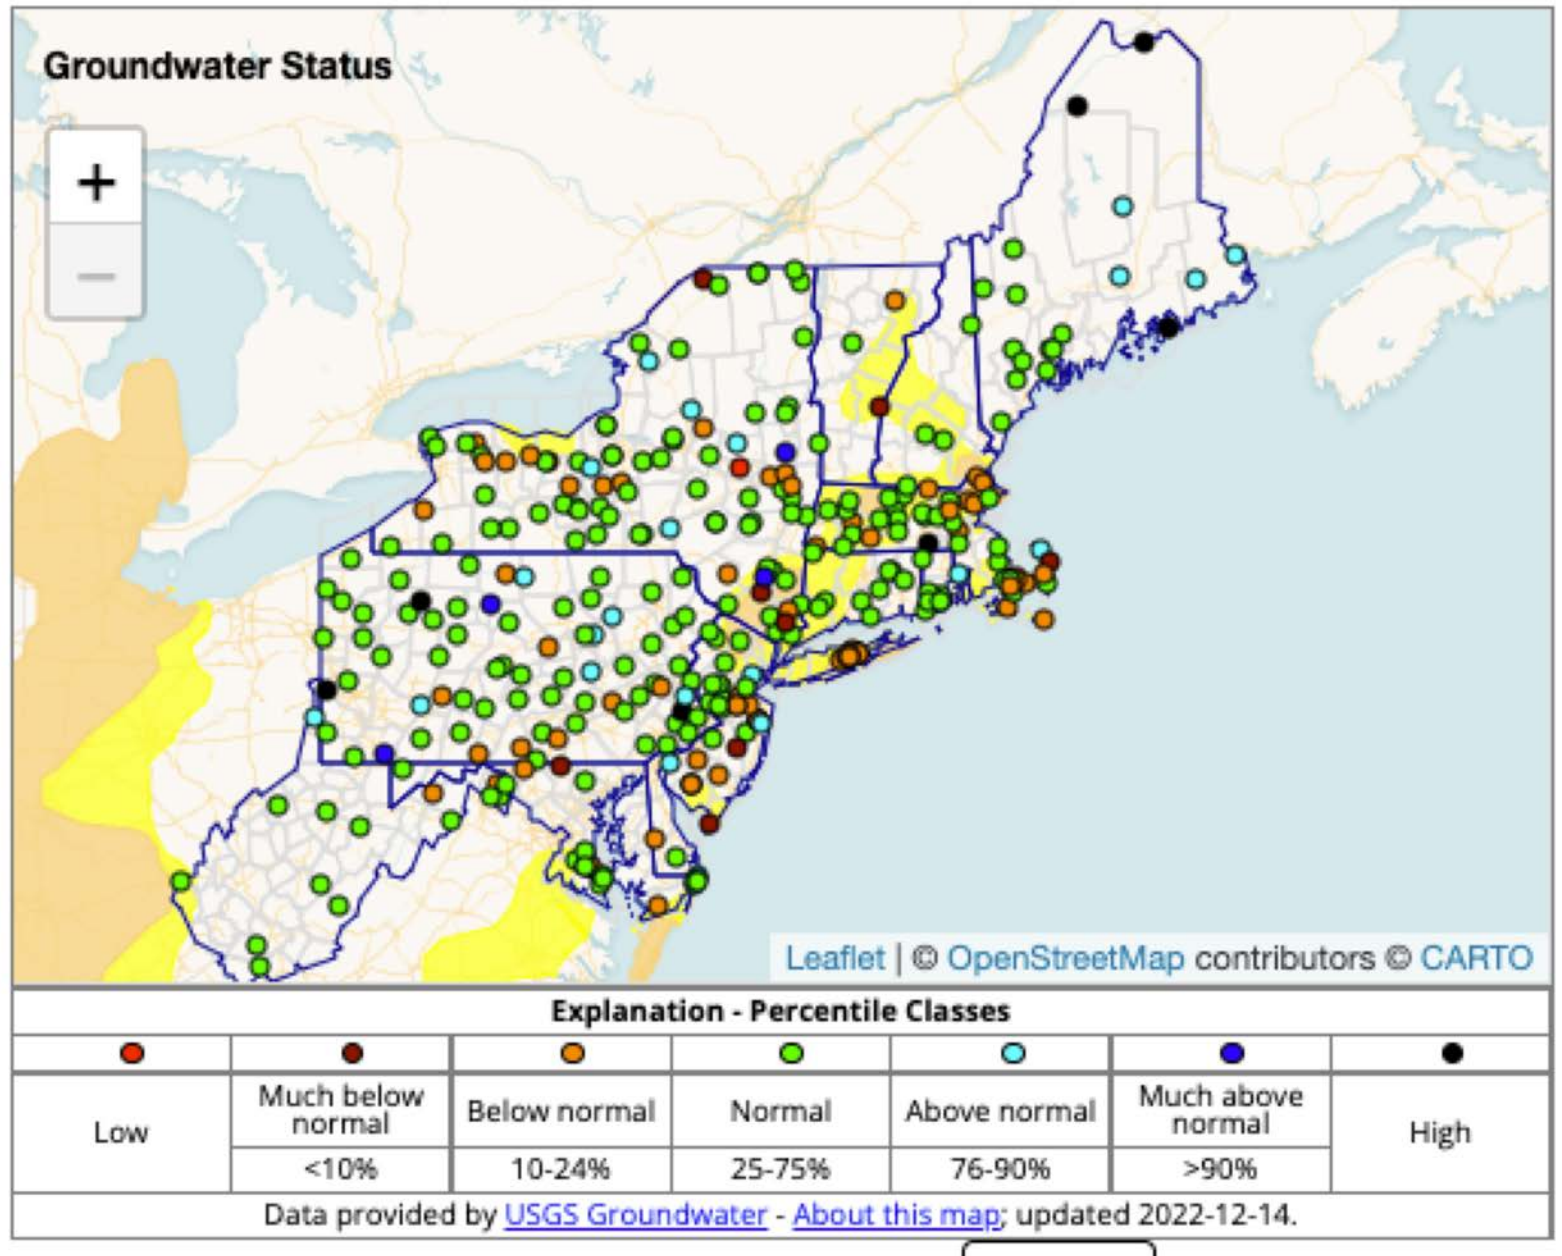 Groundwater Status
+
−
Leaflet | © OpenStreetMap contributors © CARTO
Explanation - Percentile Classes
Low
Much below normal
Below normal
Normal
Above normal
Much above normal
High
<10%
10-24%
25-75%
76-90%
>90%
Data provided by USGS Groundwater - About this map; updated 2022-12-14.